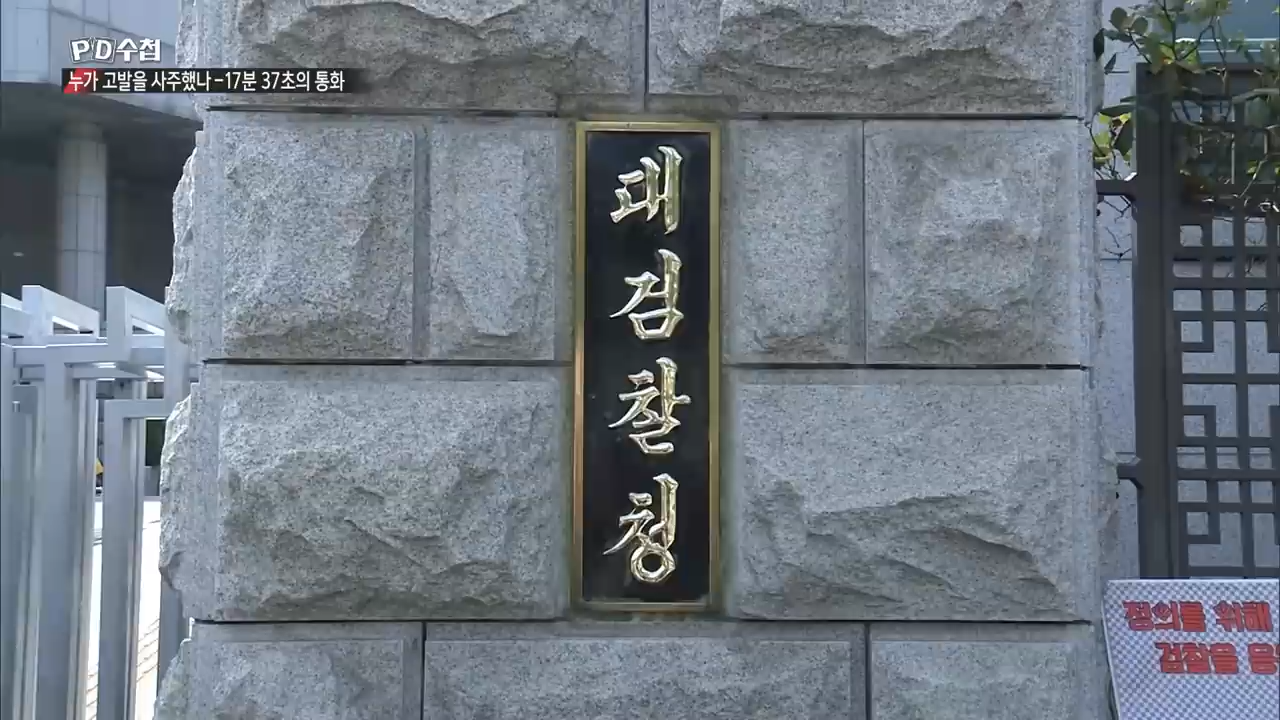 PD수첩
누가 고발을 사주했나-17분 37초의 통화
대검찰청
정의를 위해
검찰을 응